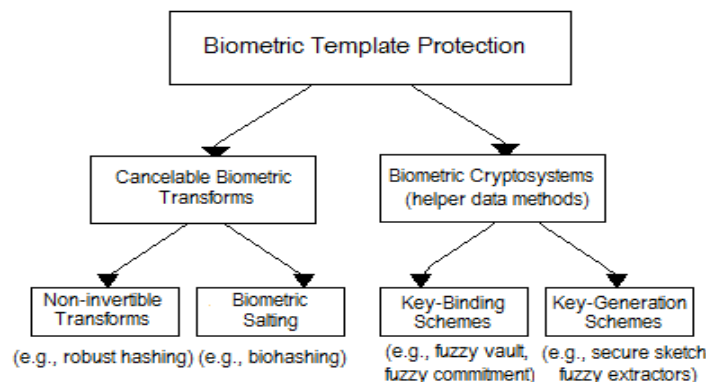 Biometric Template Protection
Cancelable Biometric
Transforms
Biometric Cryptosystems
(helper data methods)
Non-invertible
Transforms
(e.g., robust hashing)
Biometric
Salting
(e.g., biohashing)
Key-Binding
Schemes
(e.g., fuzzy vault,
fuzzy commitment)
Key-Generation
Schemes
(e.g., secure sketch
fuzzy extractors)